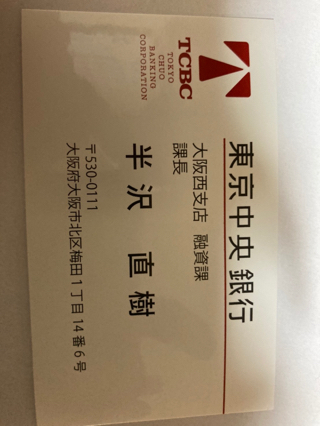 TCBC
TOKYO
CHUO
BANKING
CORPORATION
東京中央銀行
大阪西支店 融資課
課長
半沢 直樹
〒530-0111
大阪府大阪市北区梅田1丁目14番6号